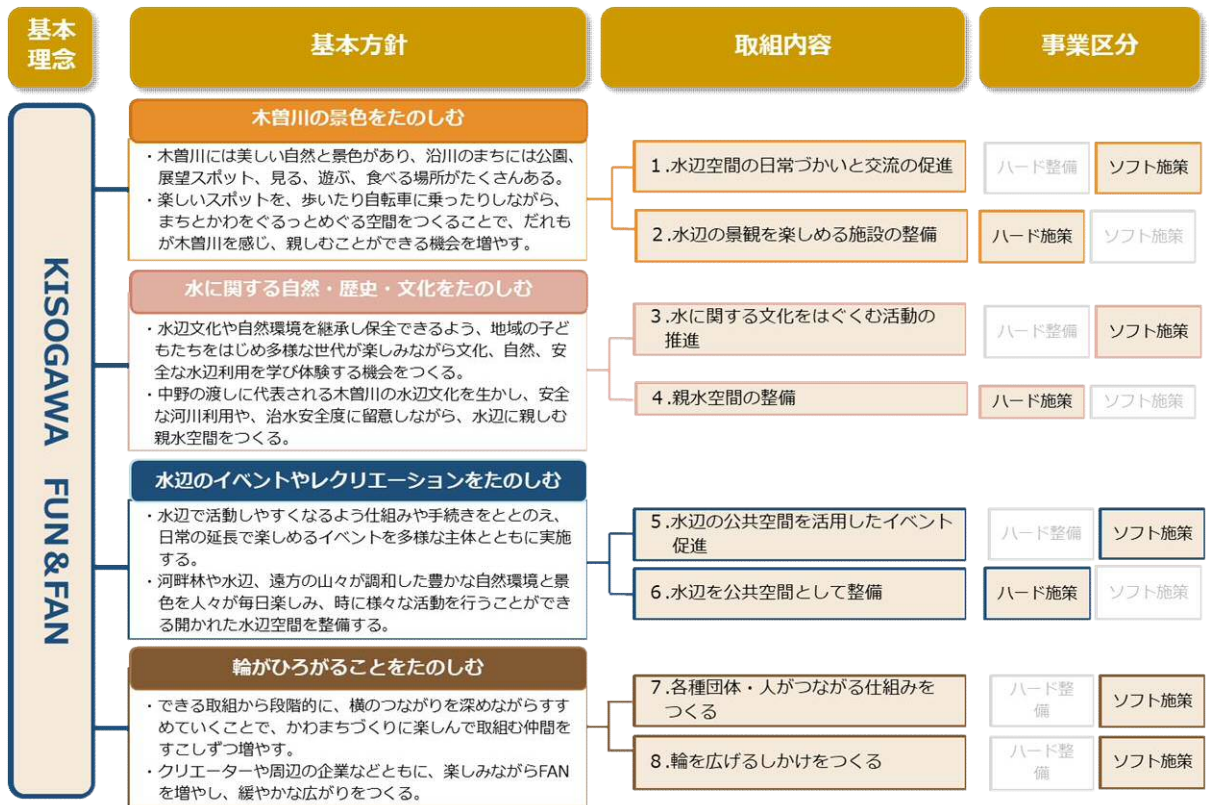 基本
理念
基本方針
取組内容
事業区分
KISOGAWA FUN&FAN
木曽川の景色をたのしむ
・木曽川には美しい自然と景色があり、沿川のまちには公園、
展望スポット、見る、遊ぶ、食べる場所がたくさんある。
・楽しいスポットを、歩いたり自転車に乗ったりしながら、
まちとかわをぐるっとめぐる空間をつくることで、だれも
が木曽川を感じ、親しむことができる機会を増やす。
1.水辺空間の日常づかいと交流の促進
ハード整備
ソフト施策
2.水辺の景観を楽しめる施設の整備
ハード施策
ソフト施策
水に関する自然・歴史・文化をたのしむ
・水辺文化や自然環境を継承し保全できるよう、地域の子ど
もたちをはじめ多様な世代が楽しみながら文化、自然、安
全な水辺利用を学び体験する機会をつくる。
・中野の渡しに代表される木曽川の水辺文化を生かし、安全
な河川利用や、治水安全度に留意しながら、水辺に親しむ
親水空間をつくる。
3.水に関する文化をはぐくむ活動の
推進
ハード整備
ソフト施策
4.親水空間の整備
ハード施策
ソフト施策
水辺のイベントやレクリエーションをたのしむ
・水辺で活動しやすくなるよう仕組みや手続きをととのえ、
日常の延長で楽しめるイベントを多様な主体とともに実施
する。
・河畔林や水辺、遠方の山々が調和した豊かな自然環境と景
色を人々が毎日楽しみ、時に様々な活動を行うことができ
る開かれた水辺空間を整備する。
5.水辺の公共空間を活用したイベント
促進
ハード整備
ソフト施策
6.水辺を公共空間として整備
ハード施策
ソフト施策
輪がひろがることをたのしむ
・できる取組から段階的に、横のつながりを深めながらすす
めていくことで、かわまちづくりに楽しんで取組む仲間を
すこしずつ増やす。
・クリエーターや周辺の企業などともに、楽しみながらFAN
を増やし、緩やかな広がりをつくる。
7.各種団体・人がつながる仕組みを
つくる
ハード整
備
ソフト施策
8.輪を広げるしかけをつくる
ハード整
備
ソフト施策